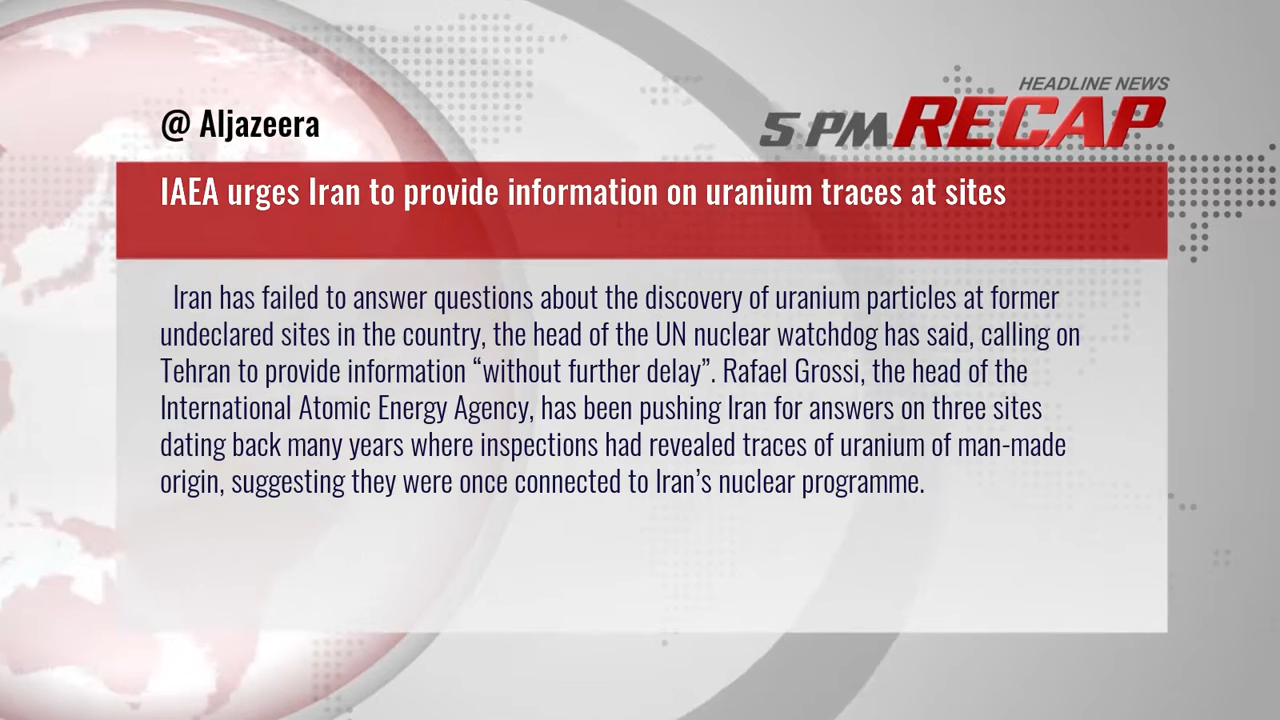 HEADLINE NEWS
@ Aljazeera
5 PM RECAP
IAEA urges Iran to provide information on uranium traces at sites
Iran has failed to answer questions about the discovery of uranium particles at former
undeclared sites in the country, the head of the UN nuclear watchdog has said, calling on
Tehran to provide information “without further delay”. Rafael Grossi, the head of the
International Atomic Energy Agency, has been pushing Iran for answers on three sites
dating back many years where inspections had revealed traces of uranium of man-made
origin, suggesting they were once connected to Iran’s nuclear programme.